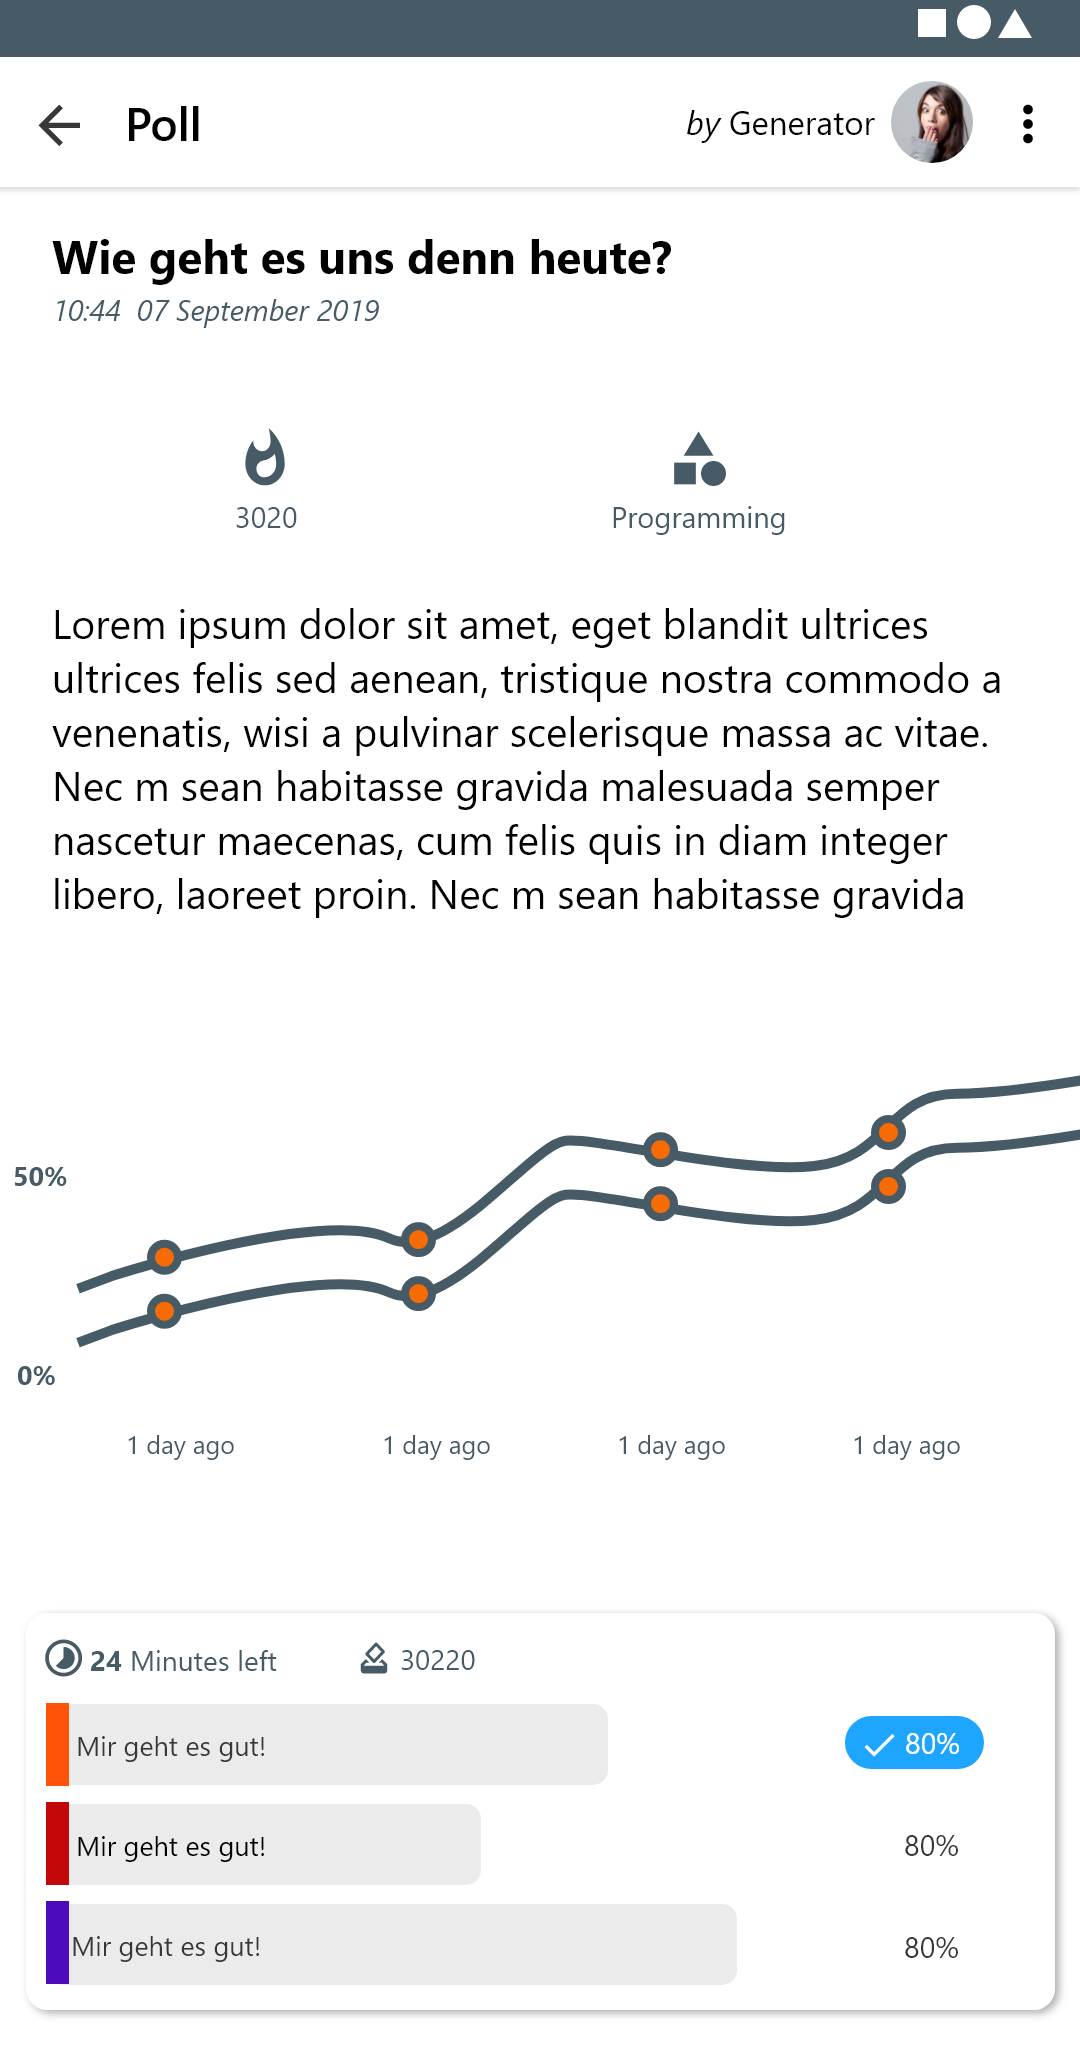 Poll
by Generator
Wie geht es uns denn heute?
10:44 07 September 2019
3020
Programming
Lorem ipsum dolor sit amet, eget blandit ultrices
ultrices felis sed aenean, tristique nostra commodo a
venenatis, wisi a pulvinar scelerisque massa ac vitae.
Nec m sean habitasse gravida malesuada semper
nascetur maecenas, cum felis quis in diam integer
libero, laoreet proin. Nec m sean habitasse gravida
50%
0%
1 day ago
1 day ago
1 day ago
1 day ago
24 Minutes left
30220
Mir geht es gut!
80%
Mir geht es gut!
80%
Mir geht es gut!
80%